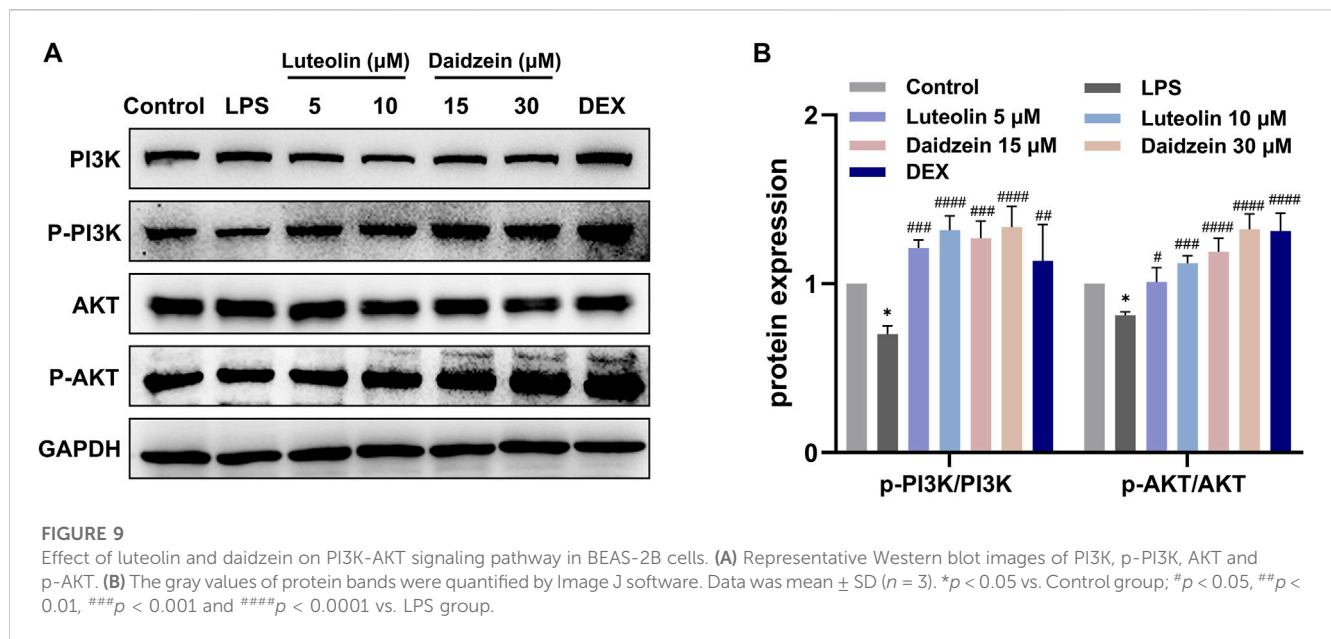 A
Luteolin (μM) Daidzein (μM)
Control LPS 5 10 15 30 DEX
PI3K
P-PI3K
AKT
P-AKT
GAPDH
B
Control LPS
Luteolin 5 μM Luteolin 10 μM
Daidzein 15 μM Daidzein 30 μM
DEX
protein expression
2
1
0
* ### #### ### #### ##
* # ### #### #### ####
p-PI3K/PI3K p-AKT/AKT
FIGURE 9
Effect of luteolin and daidzein on PI3K-AKT signaling pathway in BEAS-2B cells. (A) Representative Western blot images of PI3K, p-PI3K, AKT and
p-AKT. (B) The gray values of protein bands were quantified by Image J software. Data was mean ± SD (n = 3). *p < 0.05 vs. Control group; #p < 0.05, ##p <
0.01, ###p < 0.001 and ####p < 0.0001 vs. LPS group.